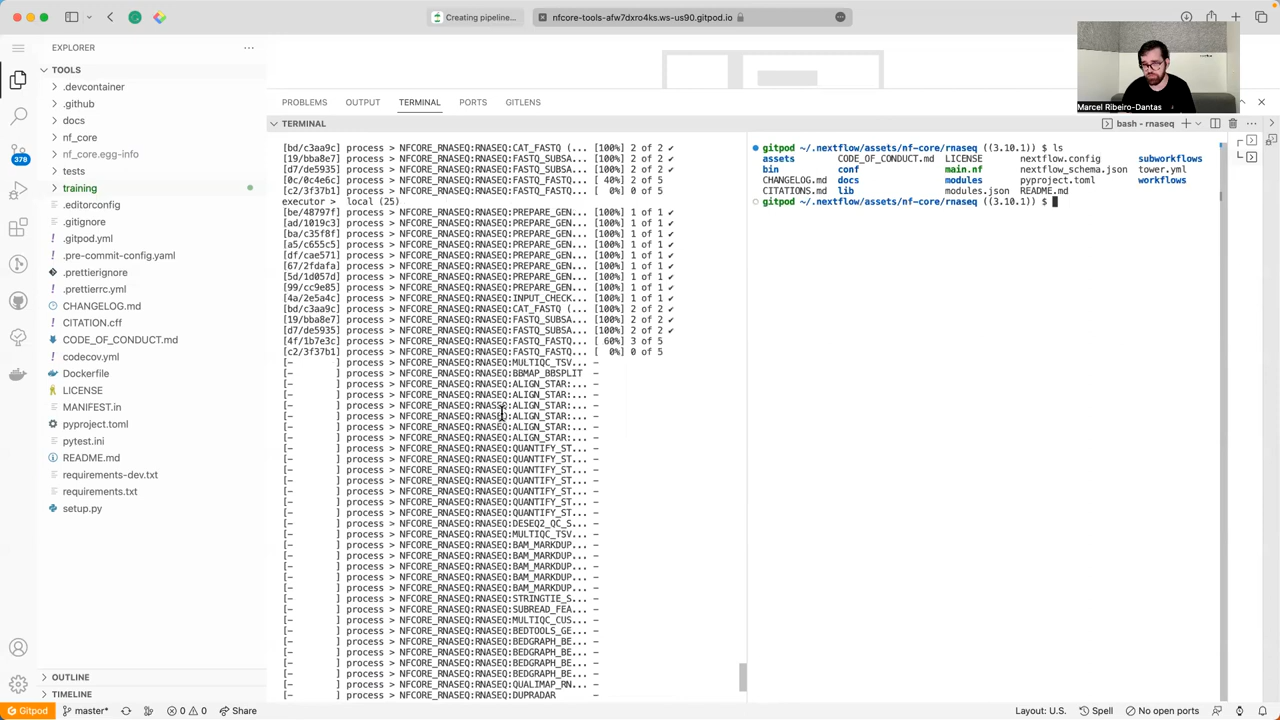 Creating pipeline...
nfcore-tools-afw7dxro4ks.ws-us90.gitpod.io
EXPLORER
TOOLS
.devcontainer
.github
docs
nf_core
nf_core.egg-info
tests
training
.editorconfig
.gitignore
.gitpod.yml
.pre-commit-config.yaml
.prettierignore
.prettierrc.yml
CHANGELOG.md
CITATION.cff
CODE_OF_CONDUCT.md
codecov.yml
Dockerfile
LICENSE
MANIFEST.in
pyproject.toml
pytest.ini
README.md
requirements-dev.txt
requirements.txt
setup.py
OUTLINE
TIMELINE
378
PROBLEMS OUTPUT TERMINAL PORTS GITLENS
TERMINAL
bash - rnaseq
[bd/c3aa9c] process > NFCORE_RNASEQ:RNASEQ:CAT_FASTQ (... [100%] 2 of 2 ✔
[19/bba8e7] process > NFCORE_RNASEQ:RNASEQ:FASTQ_SUBSA... [100%] 2 of 2 ✔
[d7/de5935] process > NFCORE_RNASEQ:RNASEQ:FASTQ_SUBSA... [100%] 2 of 2 ✔
[0c/0c4e6c] process > NFCORE_RNASEQ:RNASEQ:FASTQ_FASTQ... [ 40%] 2 of 5
[c2/3f37b1] process > NFCORE_RNASEQ:RNASEQ:FASTQ_FASTQ... [ 0%] 0 of 5
executor > local (25)
[be/48797f] process > NFCORE_RNASEQ:RNASEQ:PREPARE_GEN... [100%] 1 of 1 ✔
[ad/1019c3] process > NFCORE_RNASEQ:RNASEQ:PREPARE_GEN... [100%] 1 of 1 ✔
[ba/c35f8f] process > NFCORE_RNASEQ:RNASEQ:PREPARE_GEN... [100%] 1 of 1 ✔
[a5/c655c5] process > NFCORE_RNASEQ:RNASEQ:PREPARE_GEN... [100%] 1 of 1 ✔
[df/cae571] process > NFCORE_RNASEQ:RNASEQ:PREPARE_GEN... [100%] 1 of 1 ✔
[67/2fdafa] process > NFCORE_RNASEQ:RNASEQ:PREPARE_GEN... [100%] 1 of 1 ✔
[5d/1d057d] process > NFCORE_RNASEQ:RNASEQ:PREPARE_GEN... [100%] 1 of 1 ✔
[99/cc9e85] process > NFCORE_RNASEQ:RNASEQ:PREPARE_GEN... [100%] 1 of 1 ✔
[4a/2e5a4c] process > NFCORE_RNASEQ:RNASEQ:INPUT_CHECK... [100%] 1 of 1 ✔
[bd/c3aa9c] process > NFCORE_RNASEQ:RNASEQ:CAT_FASTQ (... [100%] 2 of 2 ✔
[19/bba8e7] process > NFCORE_RNASEQ:RNASEQ:FASTQ_SUBSA... [100%] 2 of 2 ✔
[d7/de5935] process > NFCORE_RNASEQ:RNASEQ:FASTQ_SUBSA... [100%] 2 of 2 ✔
[4f/1b7e3c] process > NFCORE_RNASEQ:RNASEQ:FASTQ_FASTQ... [ 60%] 3 of 5
[c2/3f37b1] process > NFCORE_RNASEQ:RNASEQ:FASTQ_FASTQ... [ 0%] 0 of 5
[- ] process > NFCORE_RNASEQ:RNASEQ:MULTIQC_TSV... -
[- ] process > NFCORE_RNASEQ:RNASEQ:BBMAP_BBSPLIT -
[- ] process > NFCORE_RNASEQ:RNASEQ:ALIGN_STAR:... -
[- ] process > NFCORE_RNASEQ:RNASEQ:ALIGN_STAR:... -
[- ] process > NFCORE_RNASEQ:RNASEQ:ALIGN_STAR:... -
[- ] process > NFCORE_RNASEQ:RNASEQ:ALIGN_STAR:... -
[- ] process > NFCORE_RNASEQ:RNASEQ:ALIGN_STAR:... -
[- ] process > NFCORE_RNASEQ:RNASEQ:ALIGN_STAR:... -
[- ] process > NFCORE_RNASEQ:RNASEQ:QUANTIFY_ST... -
[- ] process > NFCORE_RNASEQ:RNASEQ:QUANTIFY_ST... -
[- ] process > NFCORE_RNASEQ:RNASEQ:QUANTIFY_ST... -
[- ] process > NFCORE_RNASEQ:RNASEQ:QUANTIFY_ST... -
[- ] process > NFCORE_RNASEQ:RNASEQ:QUANTIFY_ST... -
[- ] process > NFCORE_RNASEQ:RNASEQ:QUANTIFY_ST... -
[- ] process > NFCORE_RNASEQ:RNASEQ:QUANTIFY_ST... -
[- ] process > NFCORE_RNASEQ:RNASEQ:DESEQ2_QC_S... -
[- ] process > NFCORE_RNASEQ:RNASEQ:MULTIQC_TSV... -
[- ] process > NFCORE_RNASEQ:RNASEQ:BAM_MARKDUP... -
[- ] process > NFCORE_RNASEQ:RNASEQ:BAM_MARKDUP... -
[- ] process > NFCORE_RNASEQ:RNASEQ:BAM_MARKDUP... -
[- ] process > NFCORE_RNASEQ:RNASEQ:BAM_MARKDUP... -
[- ] process > NFCORE_RNASEQ:RNASEQ:BAM_MARKDUP... -
[- ] process > NFCORE_RNASEQ:RNASEQ:STRINGTIE_S... -
[- ] process > NFCORE_RNASEQ:RNASEQ:SUBREAD_FEA... -
[- ] process > NFCORE_RNASEQ:RNASEQ:MULTIQC_CUS... -
[- ] process > NFCORE_RNASEQ:RNASEQ:BEDTOOLS_GE... -
[- ] process > NFCORE_RNASEQ:RNASEQ:BEDGRAPH_BE... -
[- ] process > NFCORE_RNASEQ:RNASEQ:BEDGRAPH_BE... -
[- ] process > NFCORE_RNASEQ:RNASEQ:BEDGRAPH_BE... -
[- ] process > NFCORE_RNASEQ:RNASEQ:BEDGRAPH_BE... -
[- ] process > NFCORE_RNASEQ:RNASEQ:QUALIMAP_RN... -
[- ] process > NFCORE_RNASEQ:RNASEQ:DUPRADAR -
gitpod ~/.nextflow/assets/nf-core/rnaseq ((3.10.1)) $ ls
assets CODE_OF_CONDUCT.md LICENSE nextflow.config subworkflows
bin conf main.nf nextflow_schema.json tower.yml
CHANGELOG.md docs modules pyproject.toml workflows
CITATIONS.md lib modules.json README.md
gitpod ~/.nextflow/assets/nf-core/rnaseq ((3.10.1)) $
Marcel Ribeiro-Dantas
Gitpod master* 0 0 Share Layout: U.S. Spell No open ports